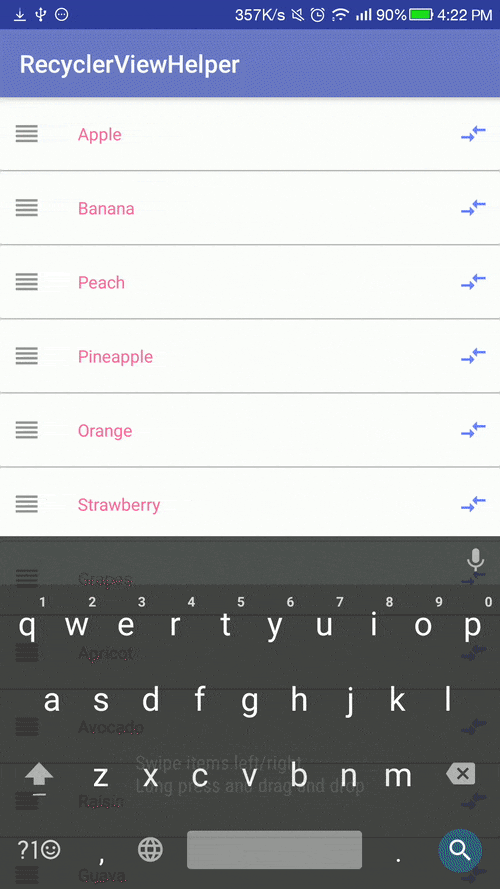 357K/s 90% 4:22 PM
RecyclerViewHelper
Apple
Banana
Peach
Pineapple
Orange
Strawberry
Grapes
1 2 3 4 5 6 7 8 9 0
q w e r t y u i o p
Agricot
a s d f g h j k l
Avocado
Swipe items left/right
z x c v b n m
Long press and drag and drop
Raisin
?1☺ , .
Guava